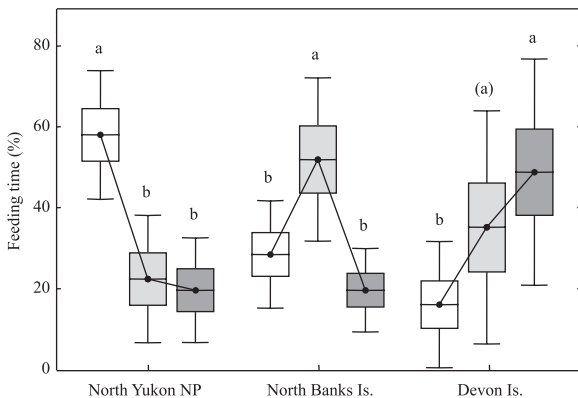 a
a
a
80
(a)
60
b
b
b
b
b
40
20
0
Feeding time (%)
North Yukon NP North Banks Is. Devon Is.